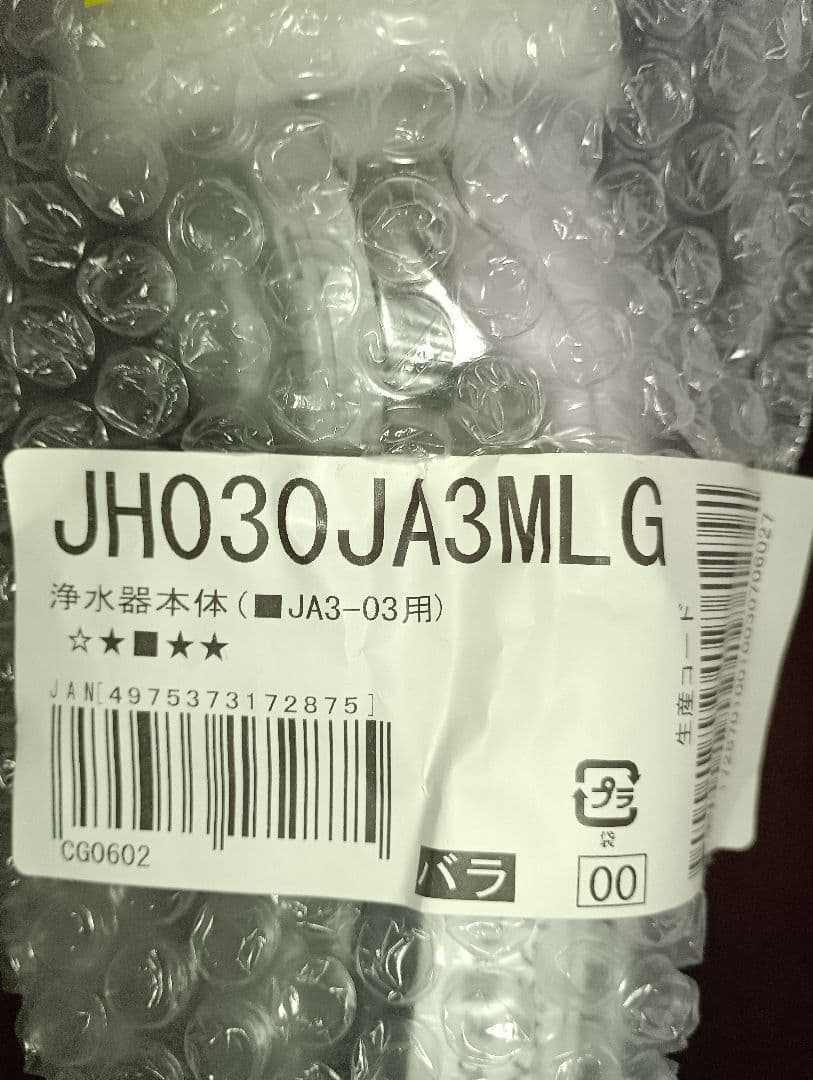 JH030JA3MLG
浄水器本体(■JA3-03用)
☆★■★★
JAN[4975373172875]
CG0602
バラ
プラ
袋
00
生産コード